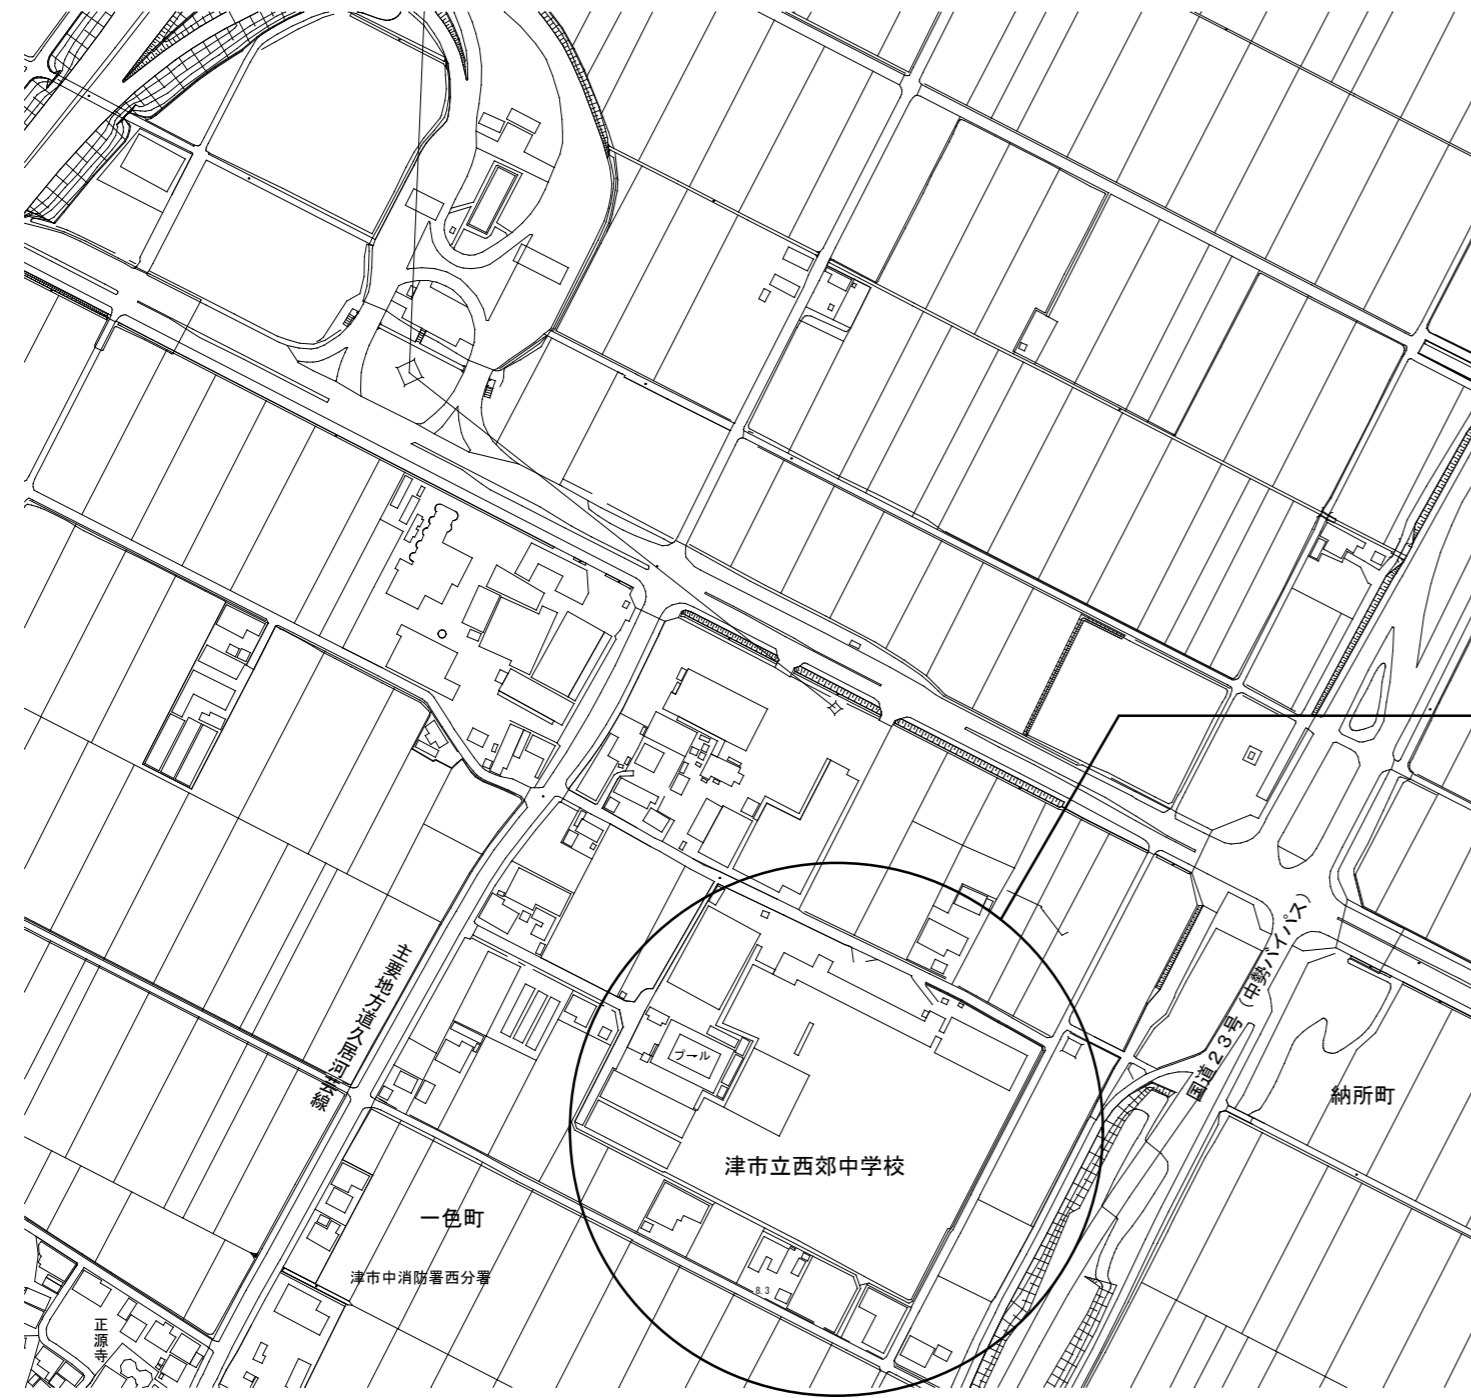 国道23号（中勢バイパス）
主要地方道久居河芸線
プール
納所町
津市立西郊中学校
一色町
津市中消防署西分署
8.3
正源寺